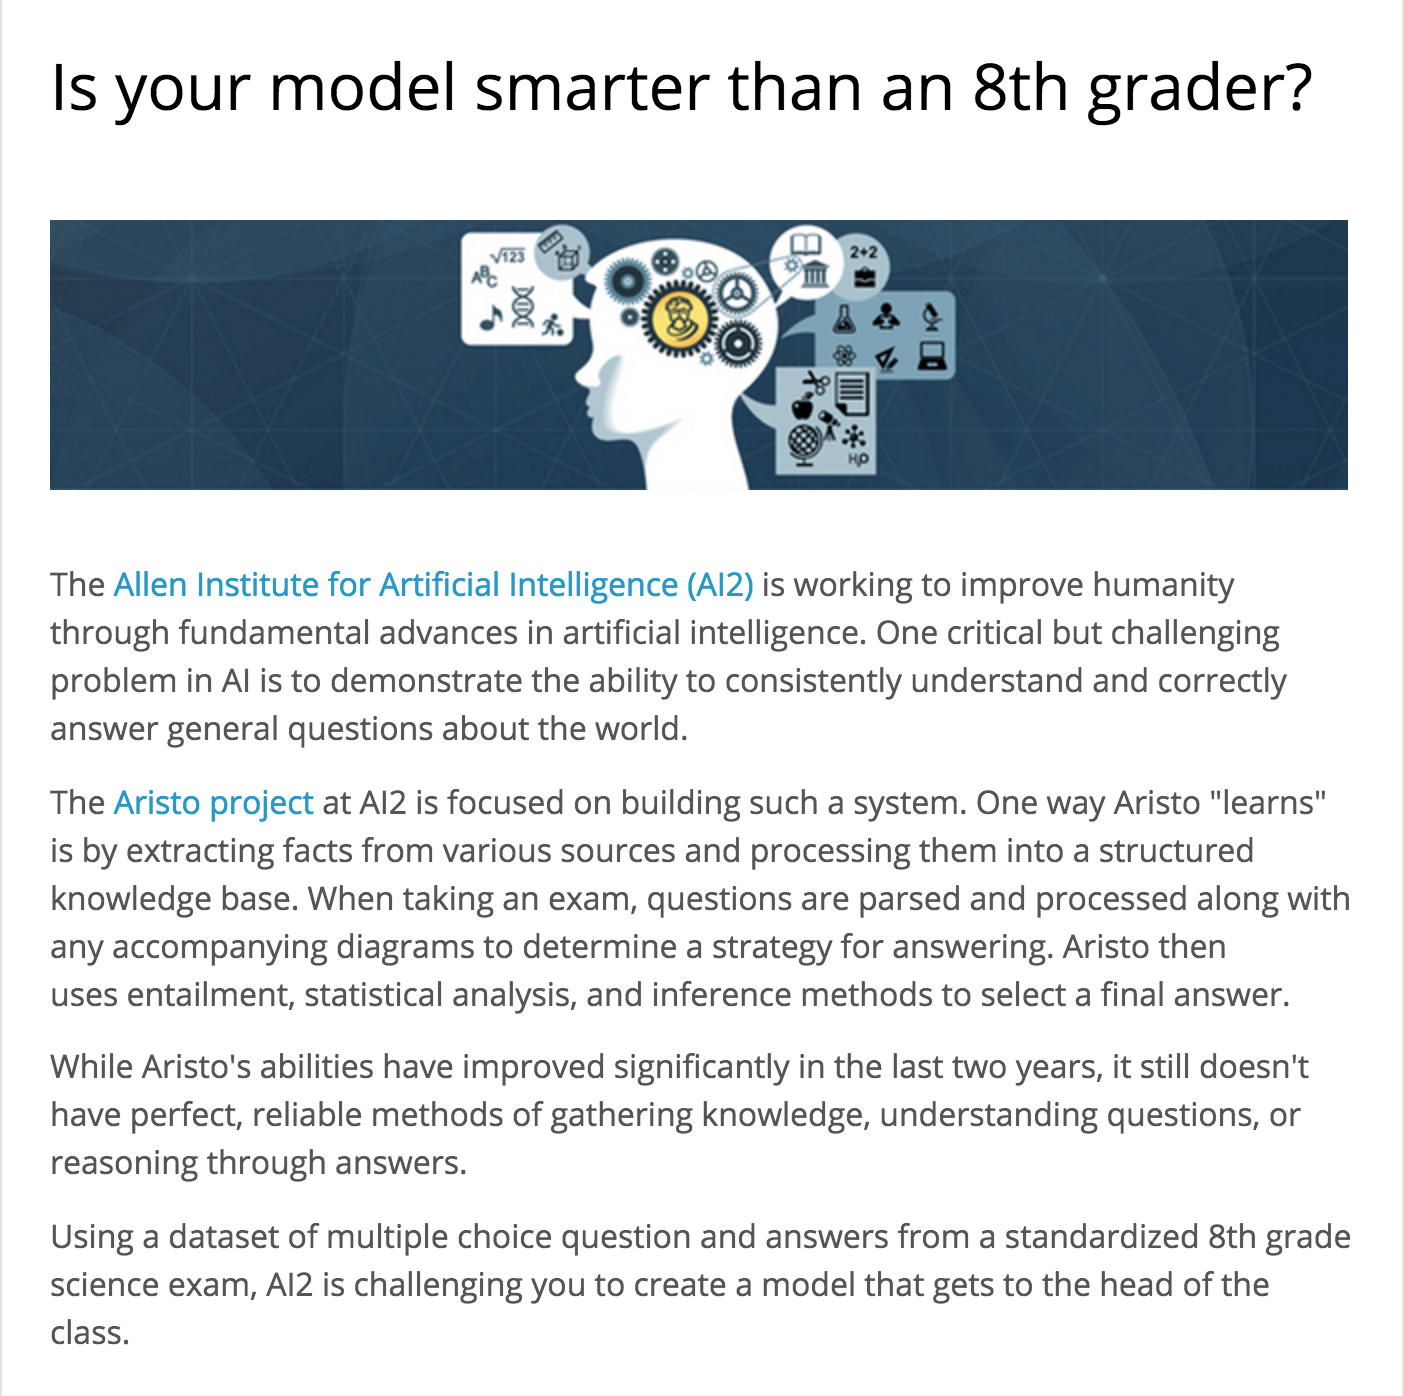 Is your model smarter than an 8th grader?
√123
ABC
2+2
H₂O
The Allen Institute for Artificial Intelligence (AI2) is working to improve humanity
through fundamental advances in artificial intelligence. One critical but challenging
problem in AI is to demonstrate the ability to consistently understand and correctly
answer general questions about the world.
The Aristo project at AI2 is focused on building such a system. One way Aristo "learns"
is by extracting facts from various sources and processing them into a structured
knowledge base. When taking an exam, questions are parsed and processed along with
any accompanying diagrams to determine a strategy for answering. Aristo then
uses entailment, statistical analysis, and inference methods to select a final answer.
While Aristo's abilities have improved significantly in the last two years, it still doesn't
have perfect, reliable methods of gathering knowledge, understanding questions, or
reasoning through answers.
Using a dataset of multiple choice question and answers from a standardized 8th grade
science exam, AI2 is challenging you to create a model that gets to the head of the
class.